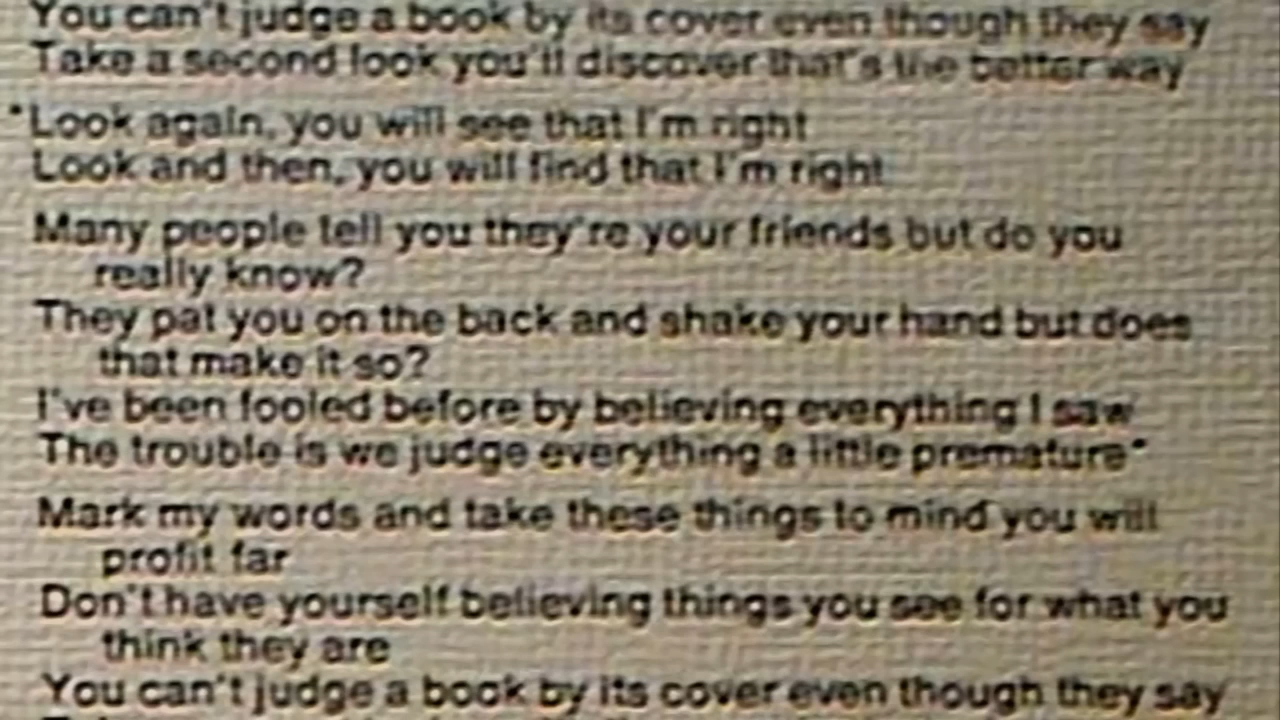 You can't judge a book by its cover even though they say
Take a second look you'll discover that's the better way
*Look again, you will see that I'm right
Look and then, you will find that I'm right
Many people tell you they're your friends but do you
really know?
They pat you on the back and shake your hand but does
that make it so?
I've been fooled before by believing everything I saw
The trouble is we judge everything a little premature*
Mark my words and take these things to mind you will
profit far
Don't have yourself believing things you see for what you
think they are
You can't judge a book by its cover even though they say